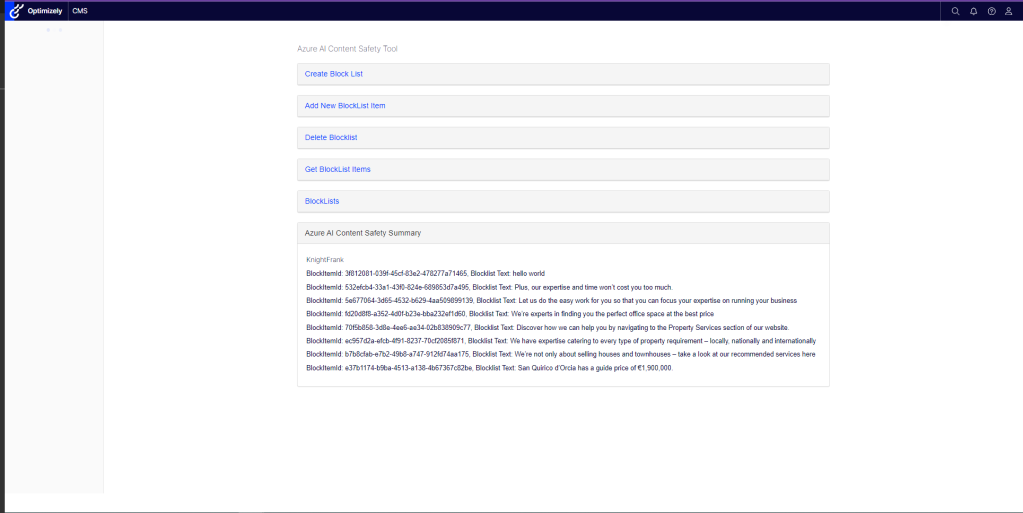 Optimizely
CMS
Azure AI Content Safety Tool
Create Block List
Add New BlockList Item
Delete Blocklist
Get BlockList Items
BlockLists
Azure AI Content Safety Summary
KnightFrank
BlockItemId: 3f812081-039f-45cf-83e2-478277a71465, Blocklist Text: hello world
BlockItemId: 532efcb4-33a1-43f0-824e-689853d7a495, Blocklist Text: Plus, our expertise and time won't cost you too much.
BlockItemId: 5e677064-3d65-4532-b629-4aa509899139, Blocklist Text: Let us do the easy work for you so that you can focus your expertise on running your business
BlockItemId: fd20d8f8-a352-4d0f-b23e-bba232ef1d60, Blocklist Text: We're experts in finding you the perfect office space at the best price
BlockItemId: 70f5b858-3d8e-4ee6-ae34-02b838909c77, Blocklist Text: Discover how we can help you by navigating to the Property Services section of our website.
BlockItemId: ec957d2a-efcb-4f91-8237-70cf2085f871, Blocklist Text: We have expertise catering to every type of property requirement – locally, nationally and internationally
BlockItemId: b7b8cfab-e7b2-49b8-a747-912fd74aa175, Blocklist Text: We're not only about selling houses and townhouses – take a look at our recommended services here
BlockItemId: e37b1174-b9ba-4513-a138-4b67367c82be, Blocklist Text: San Quirico d'Orcia has a guide price of €1,900,000.